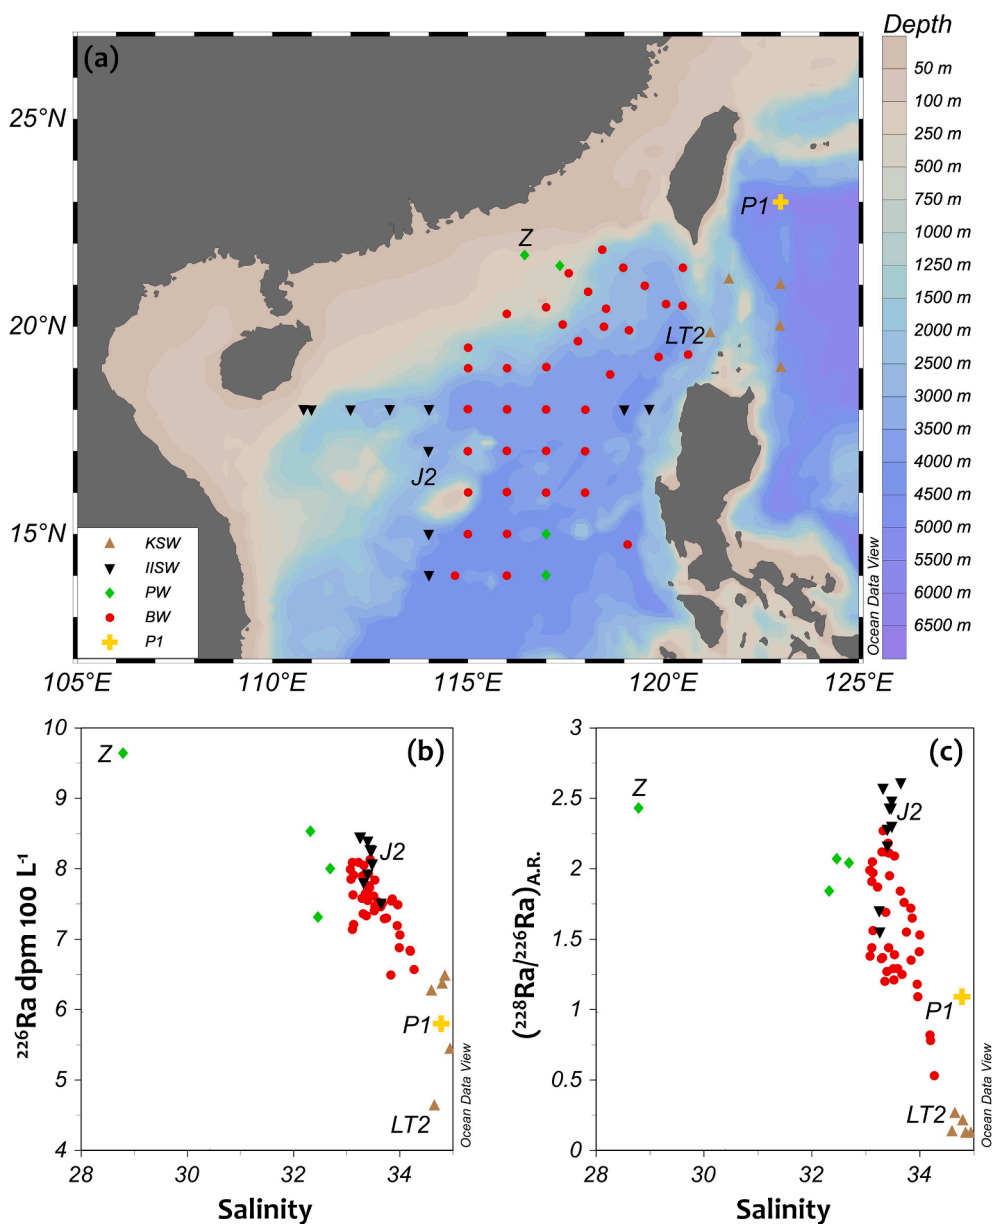 Depth
(a)
25°N
20°N
15°N
105°E
110°E
115°E
120°E
125°E
50 m
100 m
250 m
500 m
750 m
1000 m
1250 m
1500 m
2000 m
2500 m
3000 m
3500 m
4000 m
4500 m
5000 m
5500 m
6000 m
6500 m
P1
Z
LT2
J2
KSW
IISW
PW
BW
P1
Ocean Data View
(b)
10
9
8
7
6
5
4
²²⁶Ra dpm 100 L⁻¹
Z
J2
P1
LT2
28
30
32
34
Salinity
Ocean Data View
(c)
3
2.5
2
1.5
1
0.5
0
(²²⁸Ra/²²⁶Ra)A.R.
Z
J2
P1
LT2
28
30
32
34
Salinity
Ocean Data View